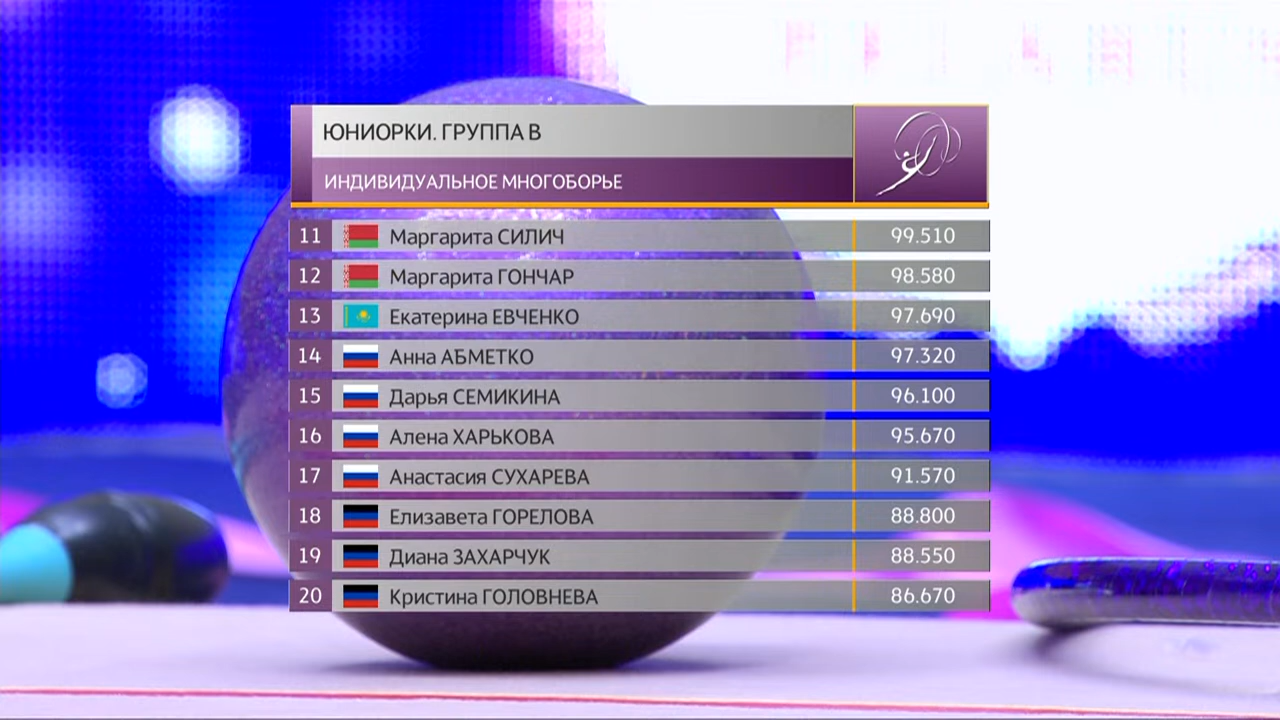 ЮНИОРКИ. ГРУППА В
ИНДИВИДУАЛЬНОЕ МНОГОБОРЬЕ
11 Маргарита СИЛИЧ 99.510
12 Маргарита ГОНЧАР 98.580
13 Екатерина ЕВЧЕНКО 97.690
14 Анна АБМЕТКО 97.320
15 Дарья СЕМИКИНА 96.100
16 Алена ХАРЬКОВА 95.670
17 Анастасия СУХАРЕВА 91.570
18 Елизавета ГОРЕЛОВА 88.800
19 Диана ЗАХАРЧУК 88.550
20 Кристина ГОЛОВНЕВА 86.670